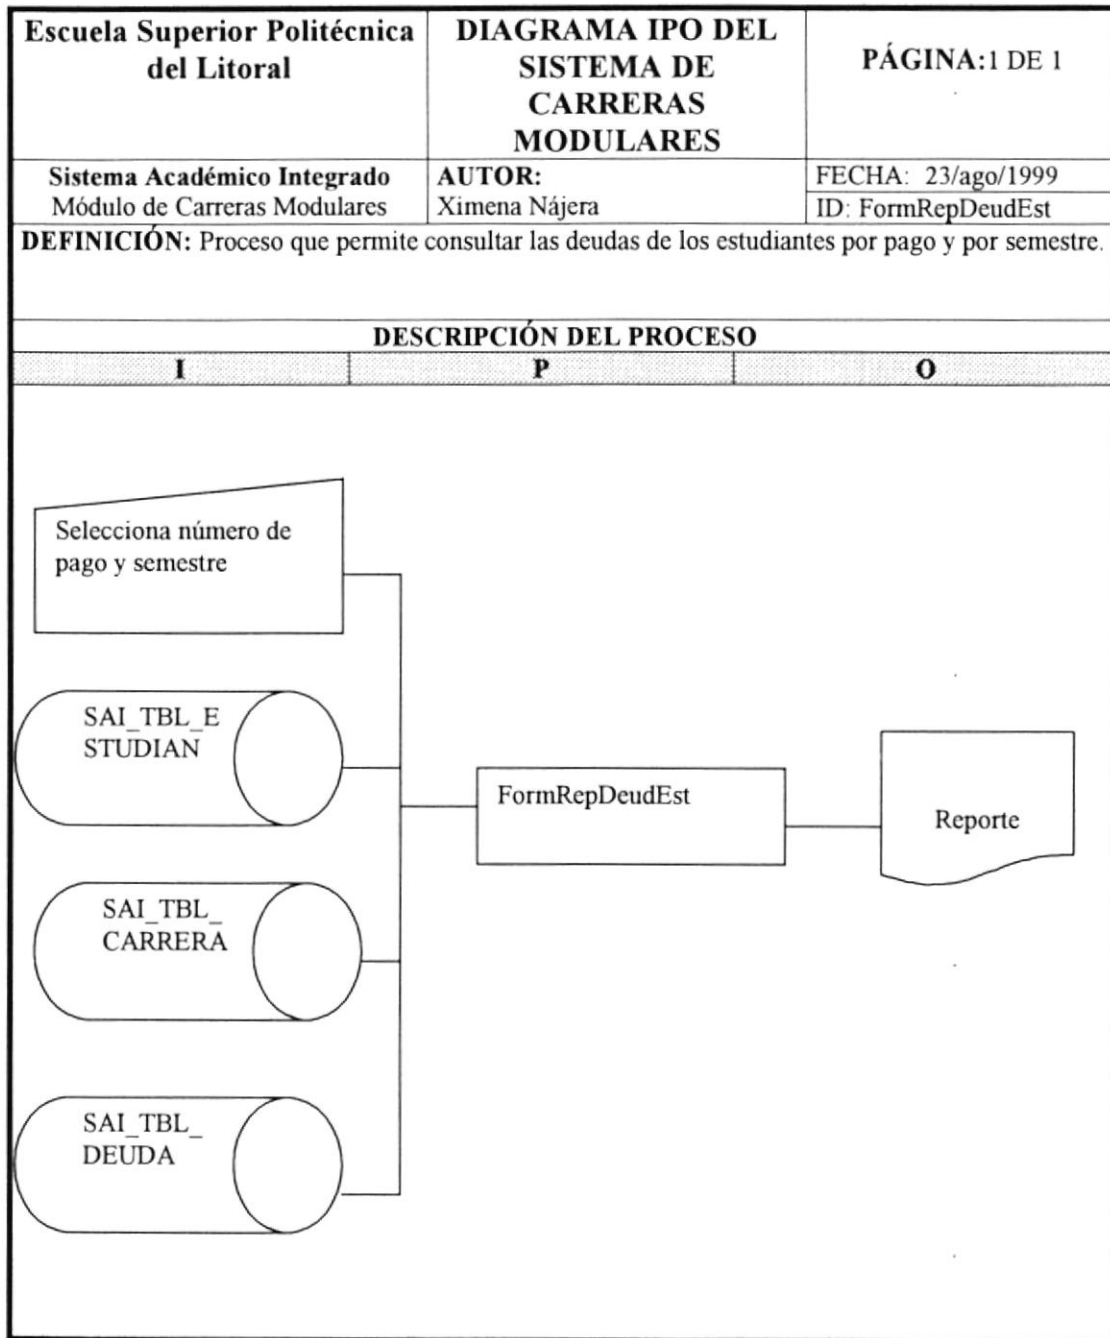 Escuela Superior Politécnica
del Litoral
DIAGRAMA IPO DEL
SISTEMA DE
CARRERAS
MODULARES
PÁGINA:1 DE 1
Sistema Académico Integrado
Módulo de Carreras Modulares
AUTOR:
Ximena Nájera
FECHA: 23/ago/1999
ID: FormRepDeudEst
DEFINICIÓN: Proceso que permite consultar las deudas de los estudiantes por pago y por semestre.
DESCRIPCIÓN DEL PROCESO
I
P
O
Selecciona número de
pago y semestre
SAI_TBL_E
STUDIAN
SAI_TBL_
CARRERA
SAI_TBL_
DEUDA
FormRepDeudEst
Reporte